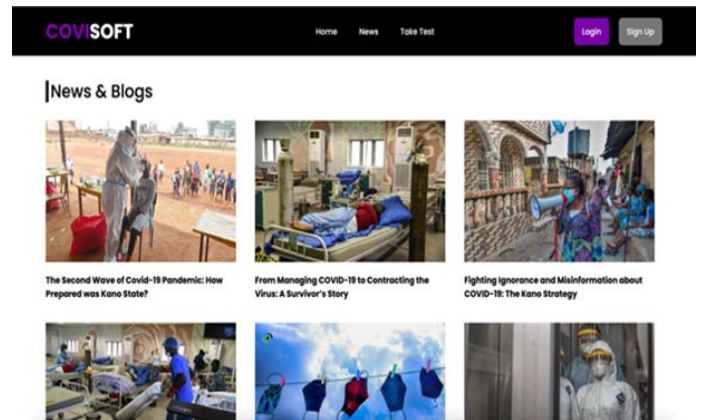 COVISOFT
Home News Take Test
Login Sign Up
News & Blogs
The Second Wave of Covid-19 Pandemic: How
Prepared was Kano State?
From Managing COVID-19 to Contracting the
Virus: A Survivor's Story
Fighting Ignorance and Misinformation about
COVID-19: The Kano Strategy